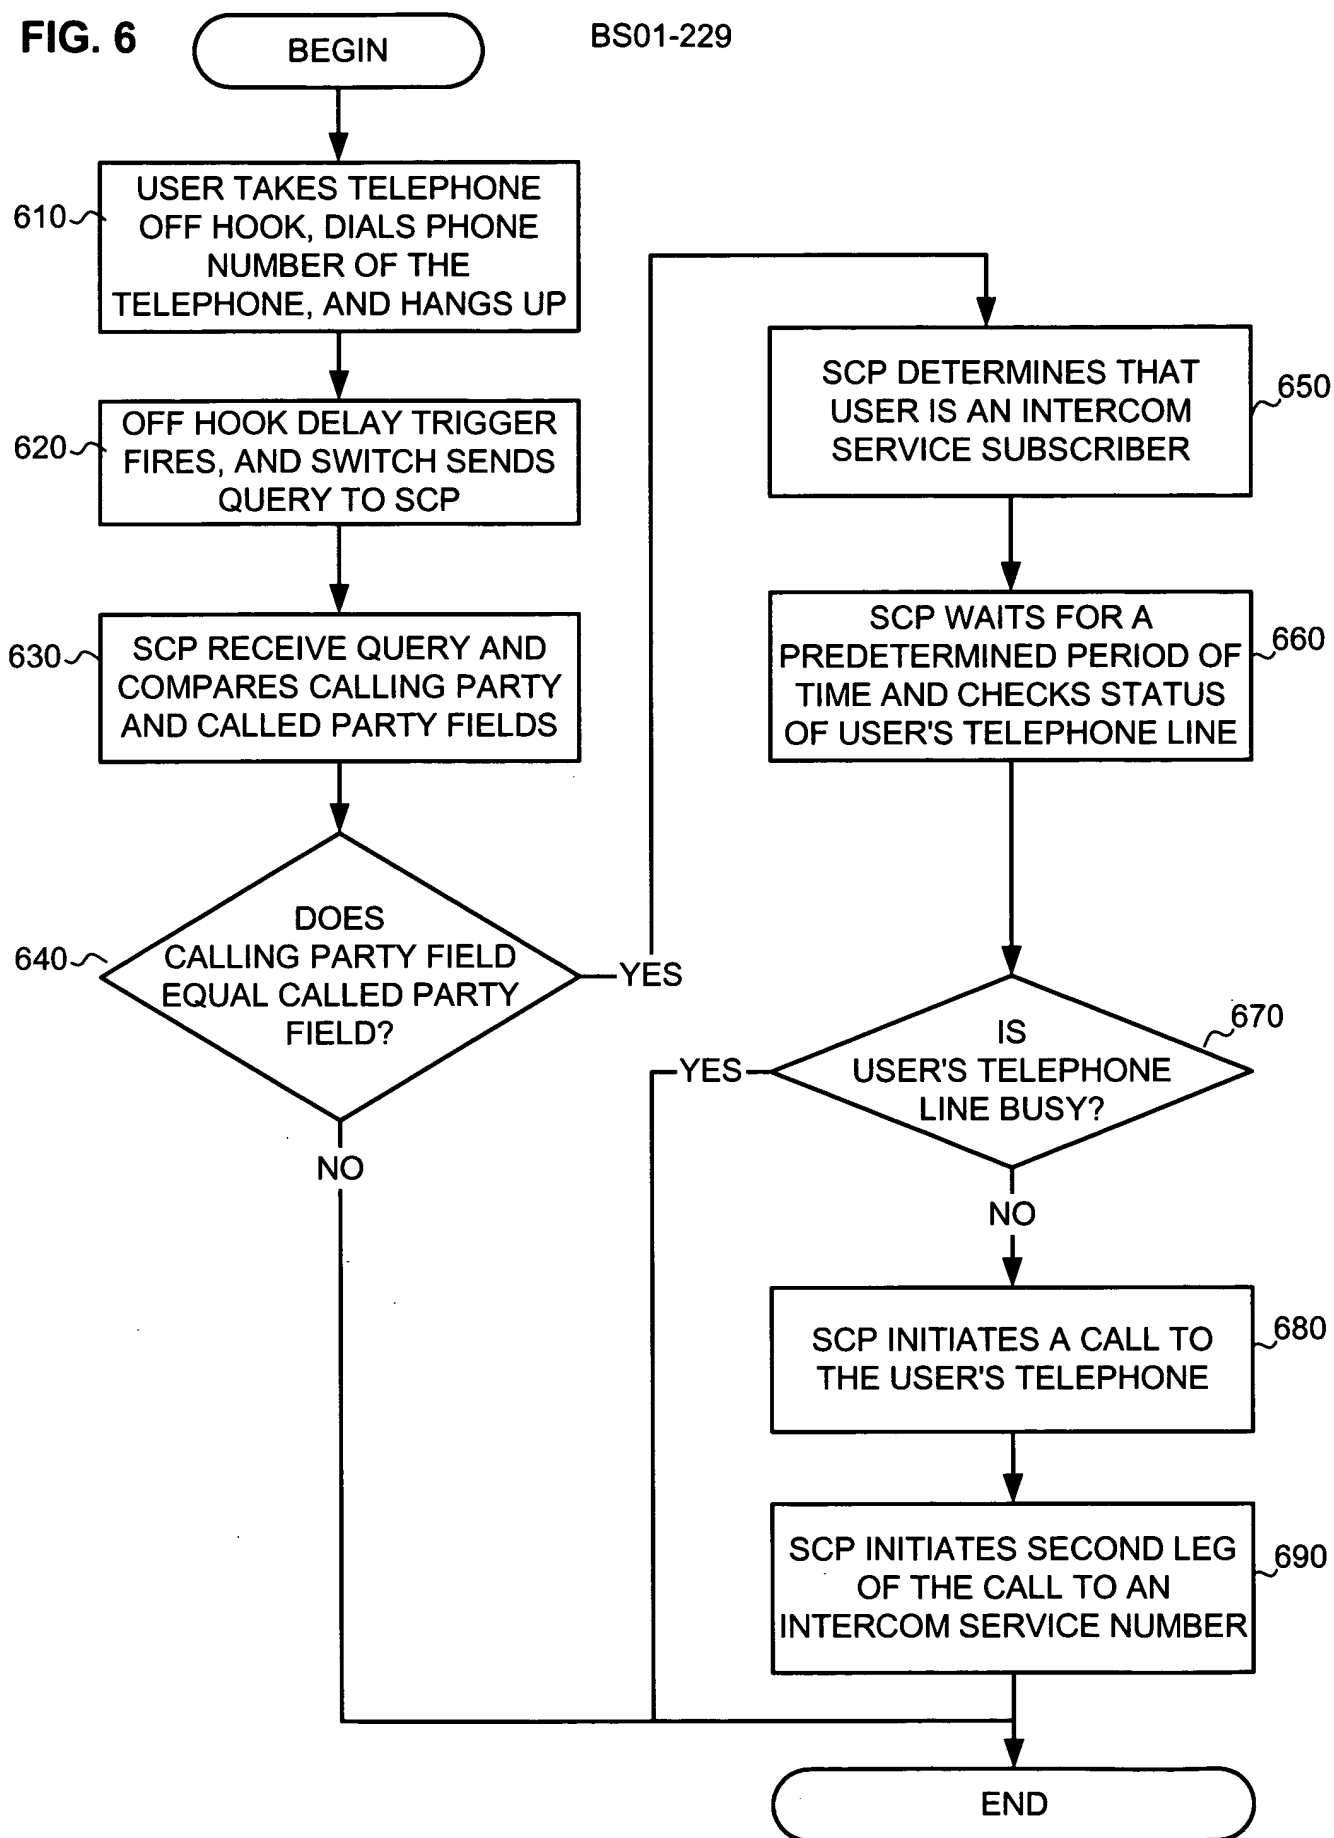 FIG. 6
BS01-229
BEGIN
610
USER TAKES TELEPHONE
OFF HOOK, DIALS PHONE
NUMBER OF THE
TELEPHONE, AND HANGS UP
620
OFF HOOK DELAY TRIGGER
FIRES, AND SWITCH SENDS
QUERY TO SCP
630
SCP RECEIVE QUERY AND
COMPARES CALLING PARTY
AND CALLED PARTY FIELDS
640
DOES
CALLING PARTY FIELD
EQUAL CALLED PARTY
FIELD?
YES
NO
SCP DETERMINES THAT
USER IS AN INTERCOM
SERVICE SUBSCRIBER
650
SCP WAITS FOR A
PREDETERMINED PERIOD OF
TIME AND CHECKS STATUS
OF USER'S TELEPHONE LINE
660
IS
USER'S TELEPHONE
LINE BUSY?
670
YES
NO
SCP INITIATES A CALL TO
THE USER'S TELEPHONE
680
SCP INITIATES SECOND LEG
OF THE CALL TO AN
INTERCOM SERVICE NUMBER
690
END